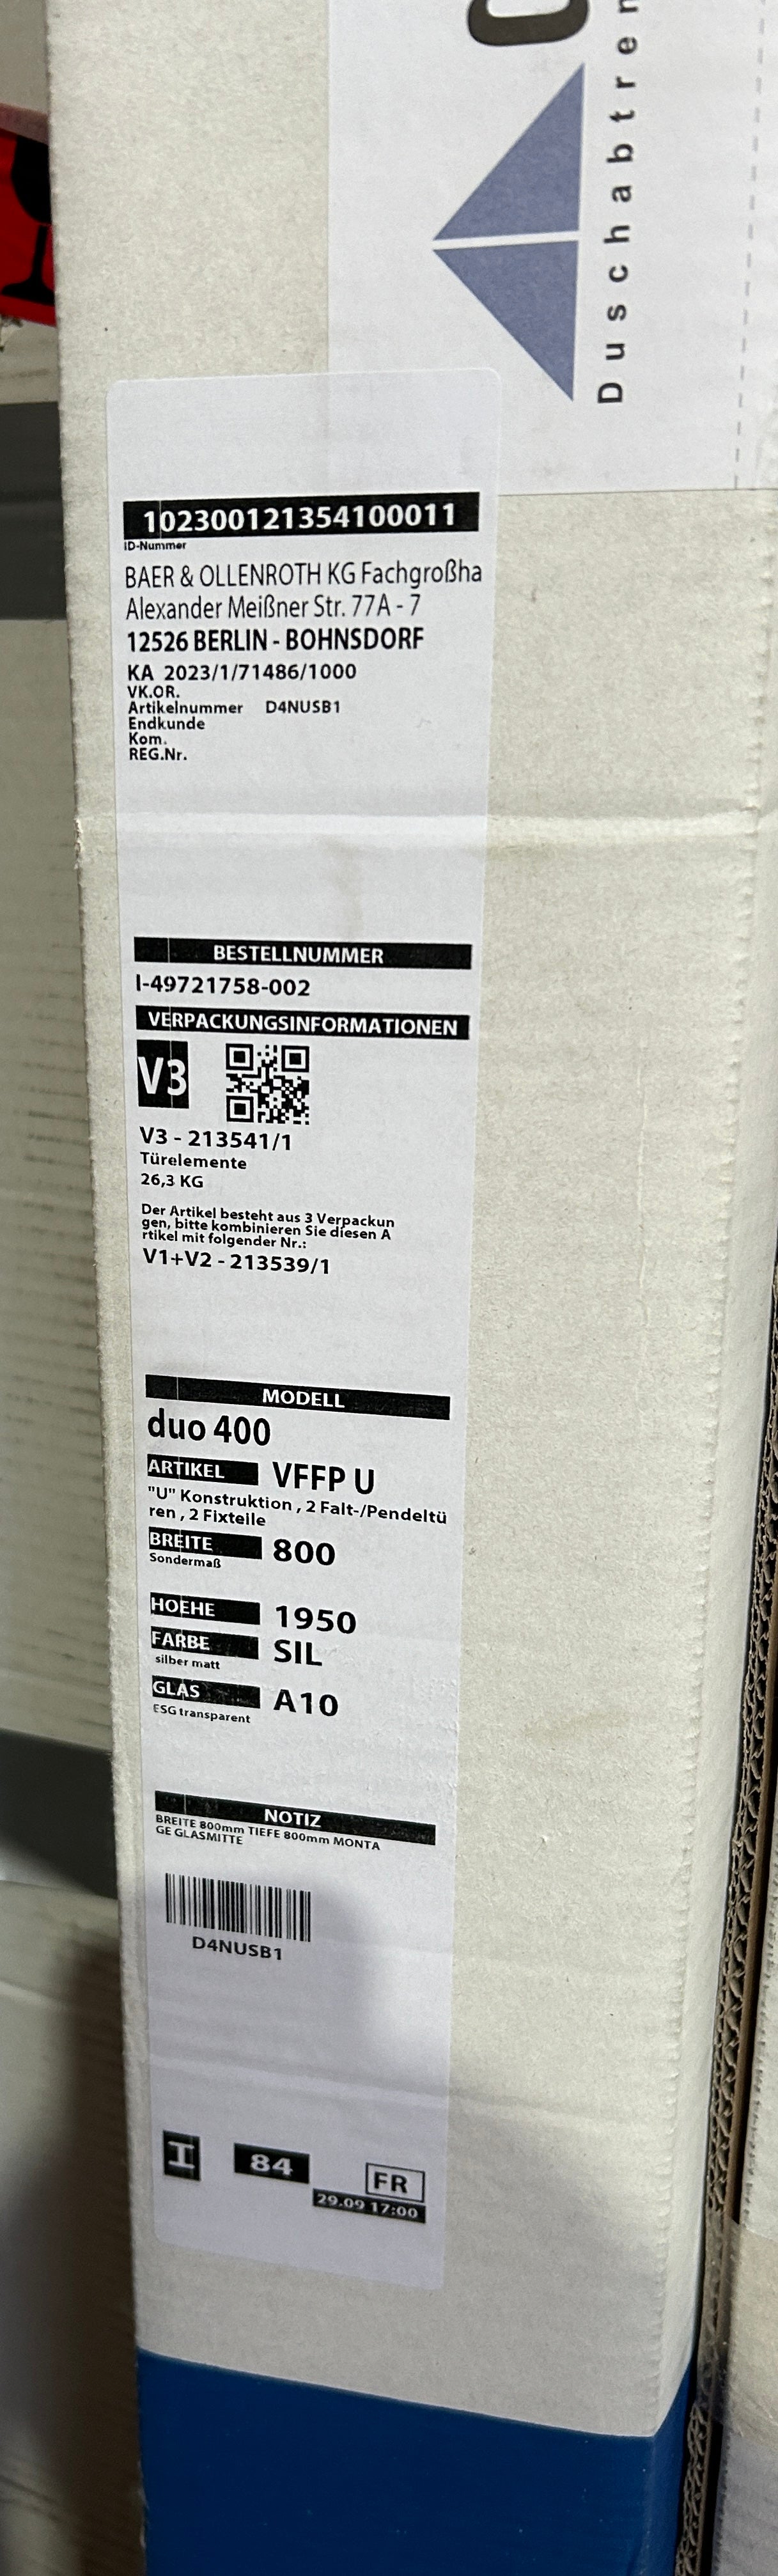 Duschabtren
102300121354100011
ID-Nummer
BAER & OLLENROTH KG Fachgroßha
Alexander Meißner Str. 77A - 7
12526 BERLIN - BOHNSDORF
KA 2023/1/71486/1000
VK.OR.
Artikelnummer D4NUSB1
Endkunde
Kom.
REG.Nr.
BESTELLNUMMER
I-49721758-002
VERPACKUNGSINFORMATIONEN
V3
V3 - 213541/1
Türelemente
26,3 KG
Der Artikel besteht aus 3 Verpackun
gen, bitte kombinieren Sie diesen A
rtikel mit folgender Nr.:
V1+V2 - 213539/1
MODELL
duo 400
ARTIKEL VFFP U
"U" Konstruktion , 2 Falt-/Pendeltü
ren , 2 Fixteile
BREITE 800
Sondermaß
HOEHE 1950
FARBE SIL
silber matt
GLAS A10
ESG transparent
NOTIZ
BREITE 800mm TIEFE 800mm MONTA
GE GLASMITTE
D4NUSB1
I 84 FR
29.09 17:00